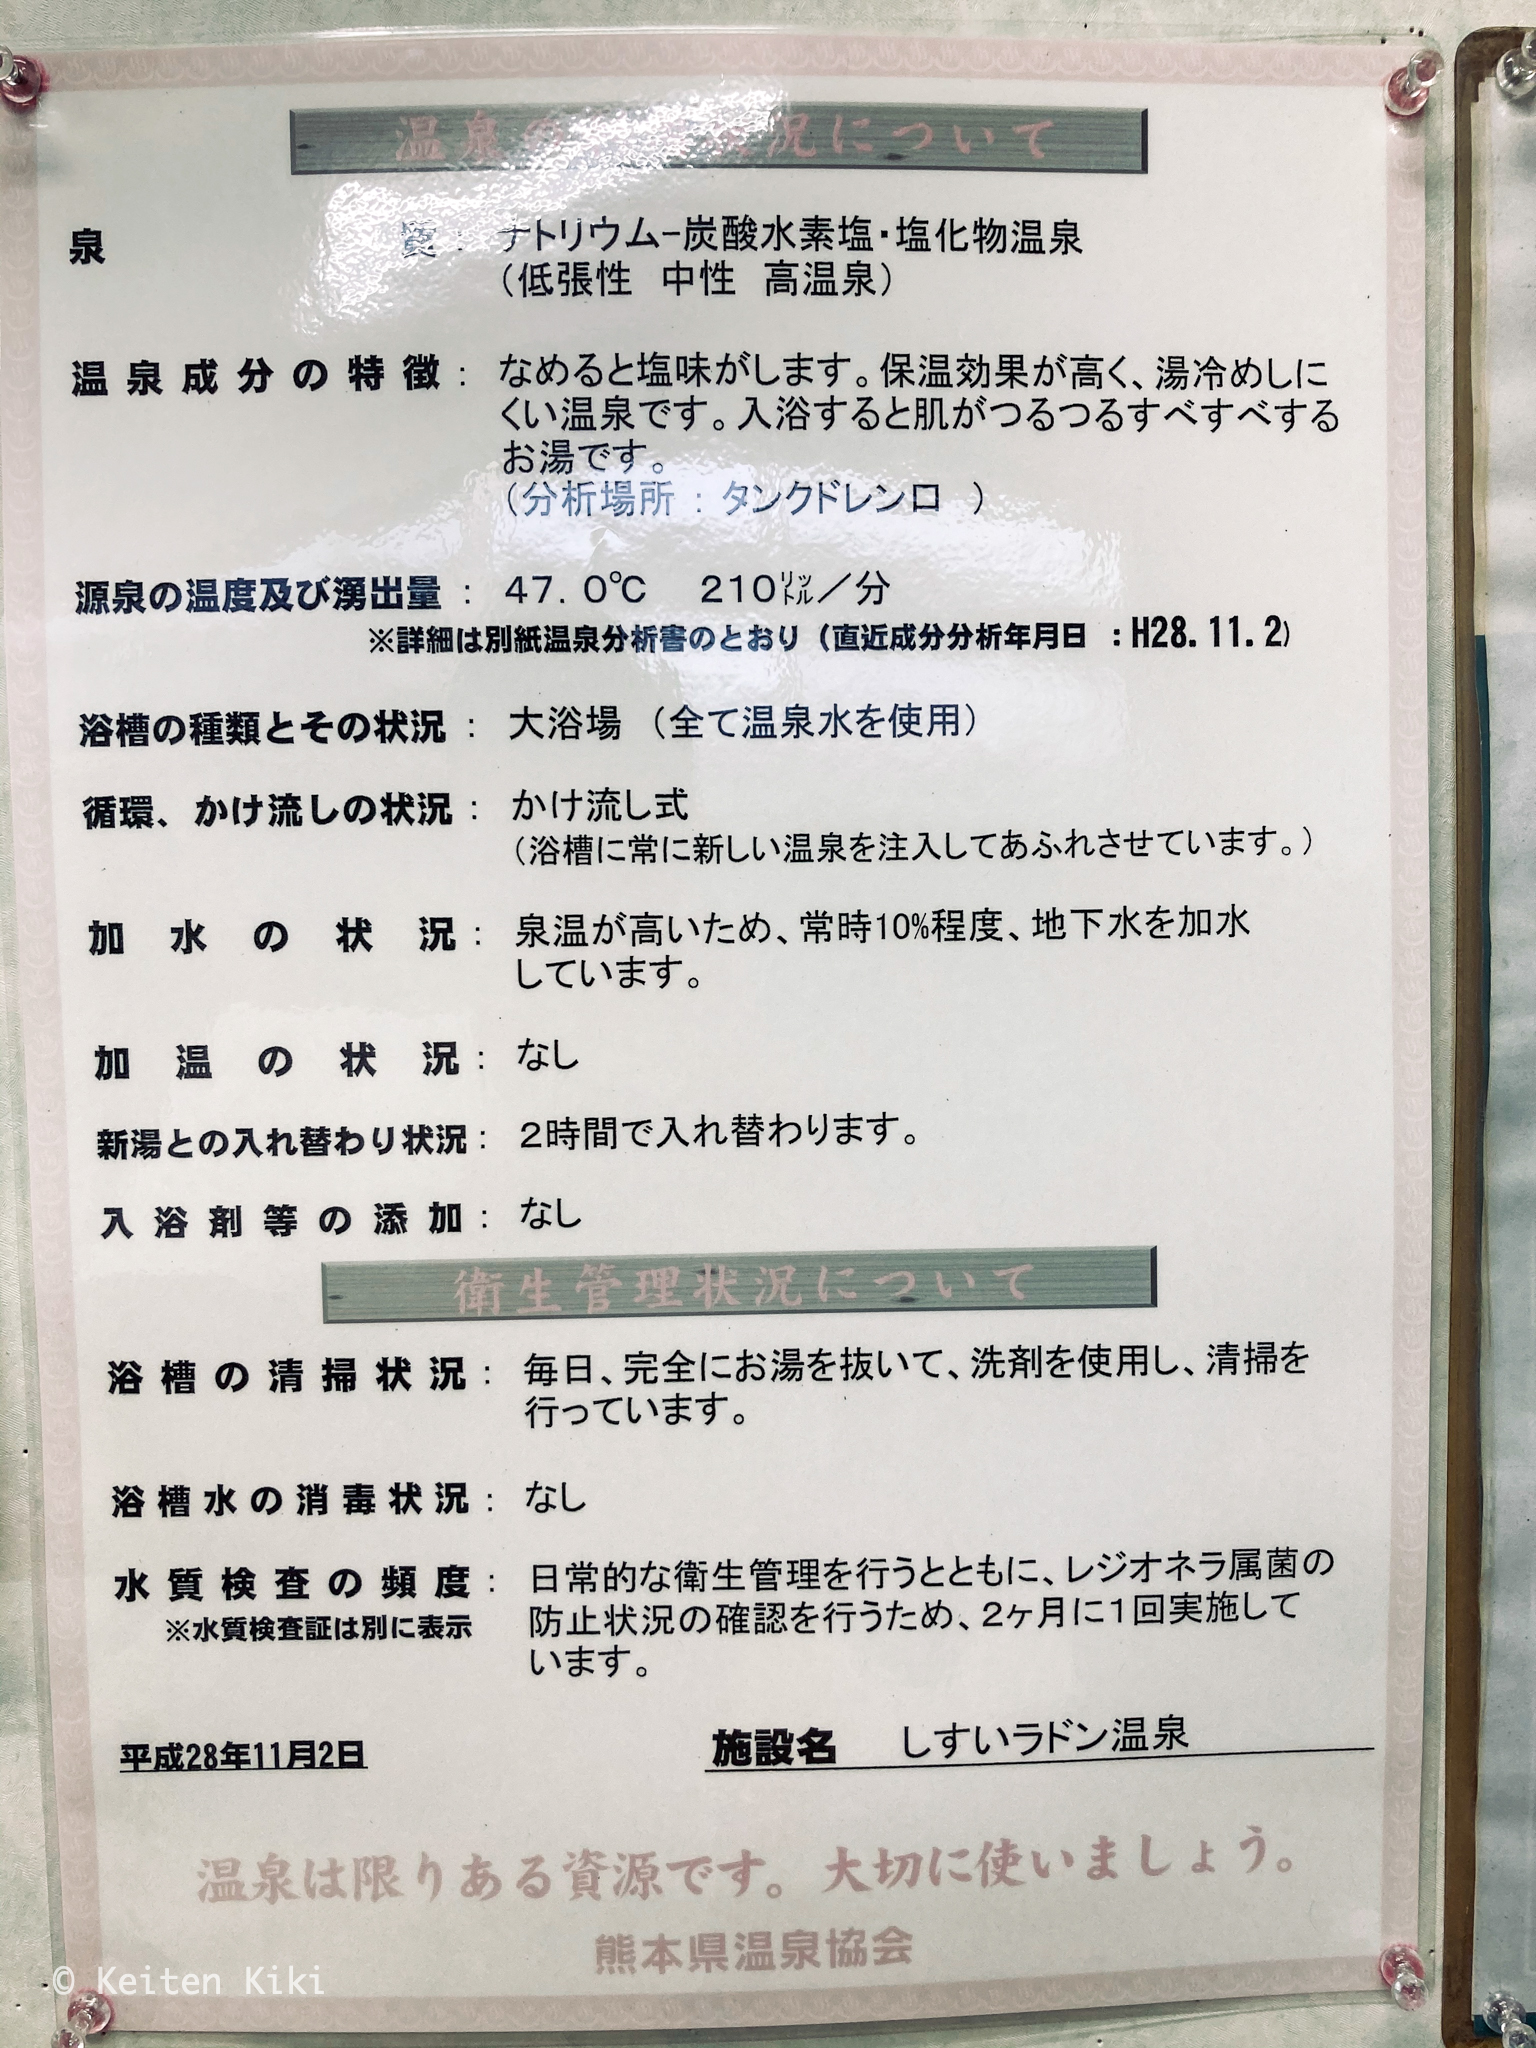 温泉の　　状況について
泉 質： ナトリウムｰ炭酸水素塩・塩化物温泉
（低張性　中性　高温泉）
温泉成分の特徴： なめると塩味がします。保温効果が高く、湯冷めしに
くい温泉です。入浴すると肌がつるつるすべすべする
お湯です。
（分析場所：タンクドレン口　）
源泉の温度及び湧出量： 47.0℃　210㍑／分
※詳細は別紙温泉分析書のとおり（直近成分分析年月日　：H28.11.2）
浴槽の種類とその状況： 大浴場　（全て温泉水を使用）
循環、かけ流しの状況： かけ流し式
（浴槽に常に新しい温泉を注入してあふれさせています。）
加水の状況： 泉温が高いため、常時10%程度、地下水を加水
しています。
加温の状況： なし
新湯との入れ替わり状況： 2時間で入れ替わります。
入浴剤等の添加： なし
衛生管理状況について
浴槽の清掃状況： 毎日、完全にお湯を抜いて、洗剤を使用し、清掃を
行っています。
浴槽水の消毒状況： なし
水質検査の頻度： 日常的な衛生管理を行うとともに、レジオネラ属菌の
※水質検査証は別に表示 防止状況の確認を行うため、2ヶ月に1回実施して
います。
平成28年11月2日 施設名　しすいラドン温泉
温泉は限りある資源です。大切に使いましょう。
熊本県温泉協会
© Keiten Kiki